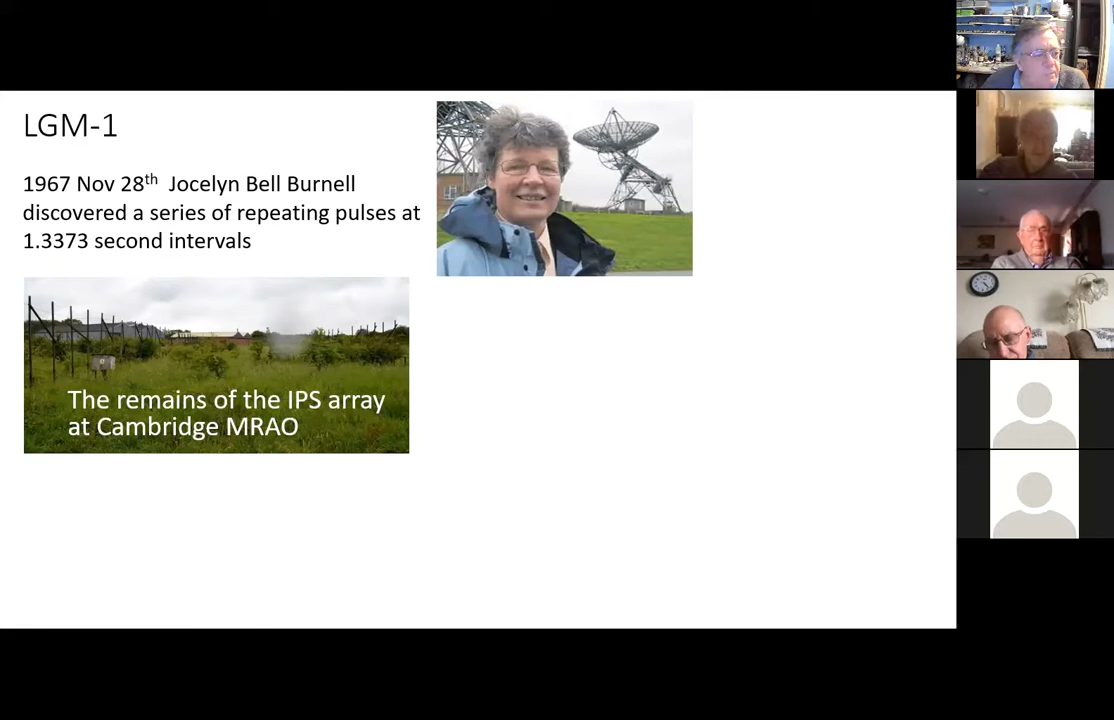 LGM-1
1967 Nov 28th Jocelyn Bell Burnell
discovered a series of repeating pulses at
1.3373 second intervals
The remains of the IPS array
at Cambridge MRAO